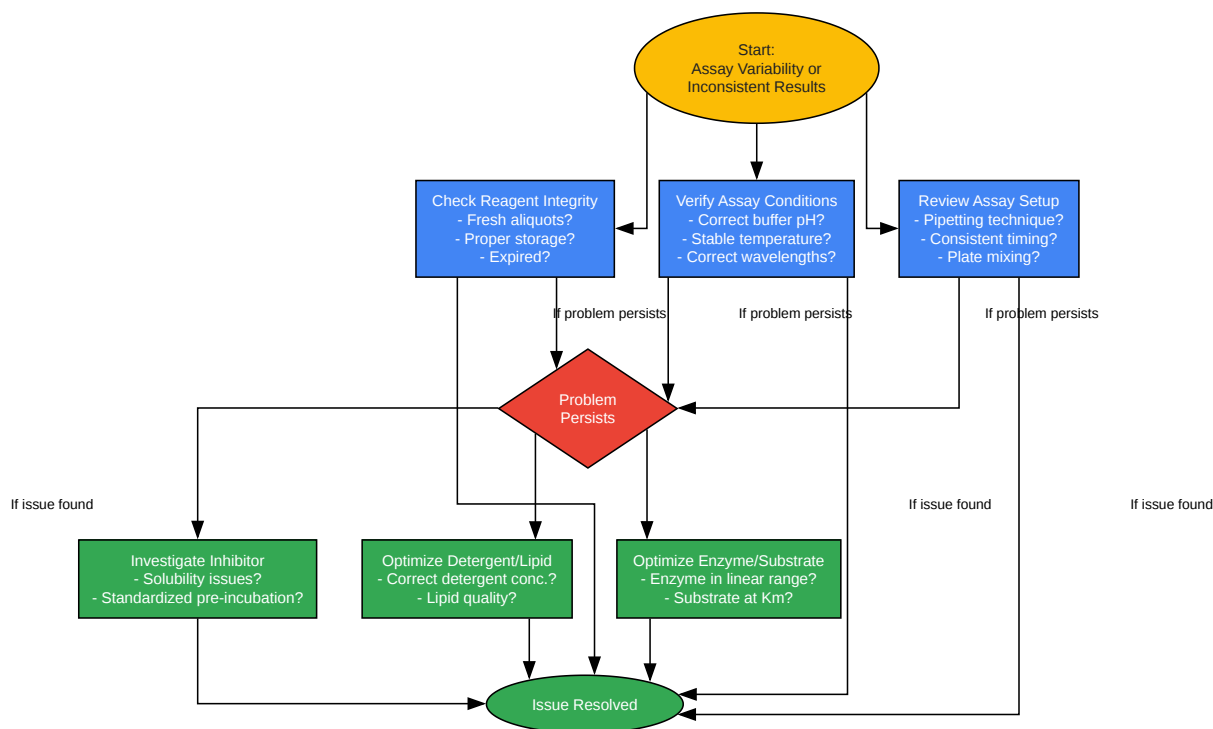 Start:
Assay Variability or
Inconsistent Results
Check Reagent Integrity
- Fresh aliquots?
- Proper storage?
- Expired?
Verify Assay Conditions
- Correct buffer pH?
- Stable temperature?
- Correct wavelengths?
Review Assay Setup
- Pipetting technique?
- Consistent timing?
- Plate mixing?
If problem persists
If problem persists
If problem persists
Problem
Persists
If issue found
If issue found
If issue found
Investigate Inhibitor
- Solubility issues?
- Standardized pre-incubation?
Optimize Detergent/Lipid
- Correct detergent conc.?
- Lipid quality?
Optimize Enzyme/Substrate
- Enzyme in linear range?
- Substrate at Km?
Issue Resolved